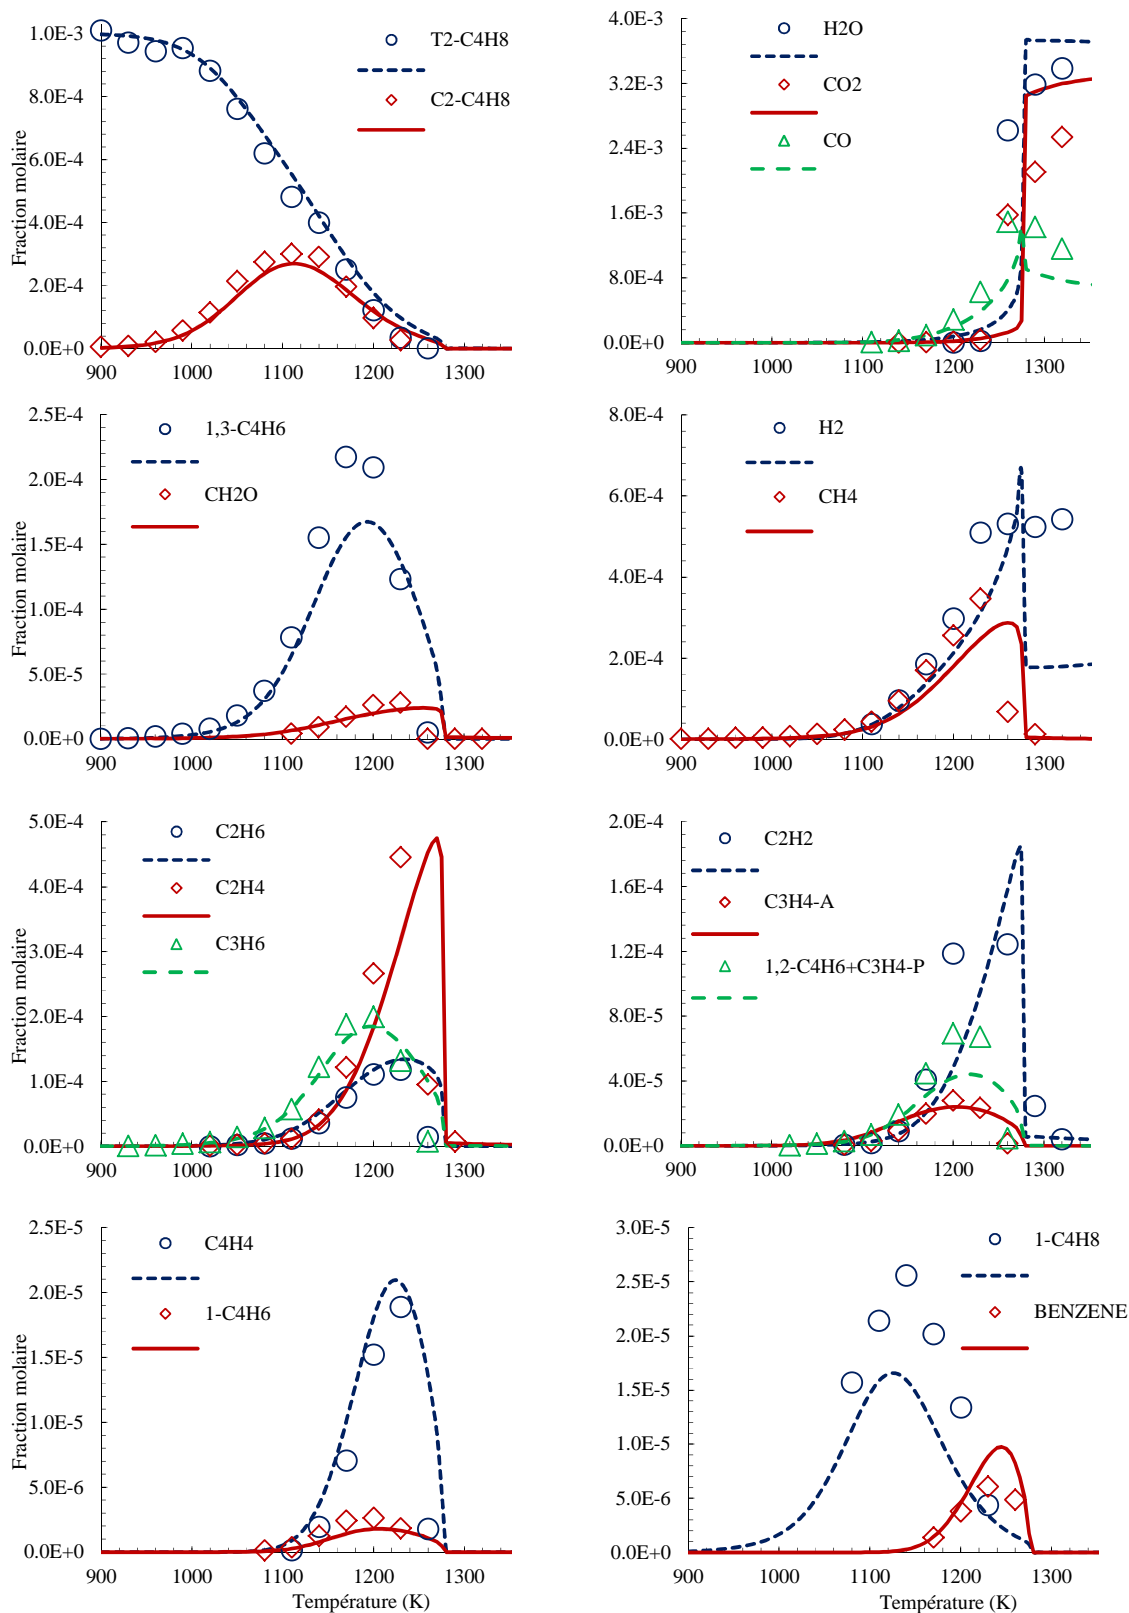 1.0E-3
8.0E-4
6.0E-4
4.0E-4
2.0E-4
0.0E+0
Fraction molaire
T2-C4H8
C2-C4H8
900 1000 1100 1200 1300
4.0E-3
3.2E-3
2.4E-3
1.6E-3
8.0E-4
0.0E+0
H2O
CO2
CO
900 1000 1100 1200 1300
2.5E-4
2.0E-4
1.5E-4
1.0E-4
5.0E-5
0.0E+0
Fraction molaire
1,3-C4H6
CH2O
900 1000 1100 1200 1300
8.0E-4
6.0E-4
4.0E-4
2.0E-4
0.0E+0
H2
CH4
900 1000 1100 1200 1300
5.0E-4
4.0E-4
3.0E-4
2.0E-4
1.0E-4
0.0E+0
Fraction molaire
C2H6
C2H4
C3H6
900 1000 1100 1200 1300
2.0E-4
1.6E-4
1.2E-4
8.0E-5
4.0E-5
0.0E+0
C2H2
C3H4-A
1,2-C4H6+C3H4-P
900 1000 1100 1200 1300
2.5E-5
2.0E-5
1.5E-5
1.0E-5
5.0E-6
0.0E+0
Fraction molaire
C4H4
1-C4H6
900 1000 1100 1200 1300
Température (K)
3.0E-5
2.5E-5
2.0E-5
1.5E-5
1.0E-5
5.0E-6
0.0E+0
1-C4H8
BENZENE
900 1000 1100 1200 1300
Température (K)